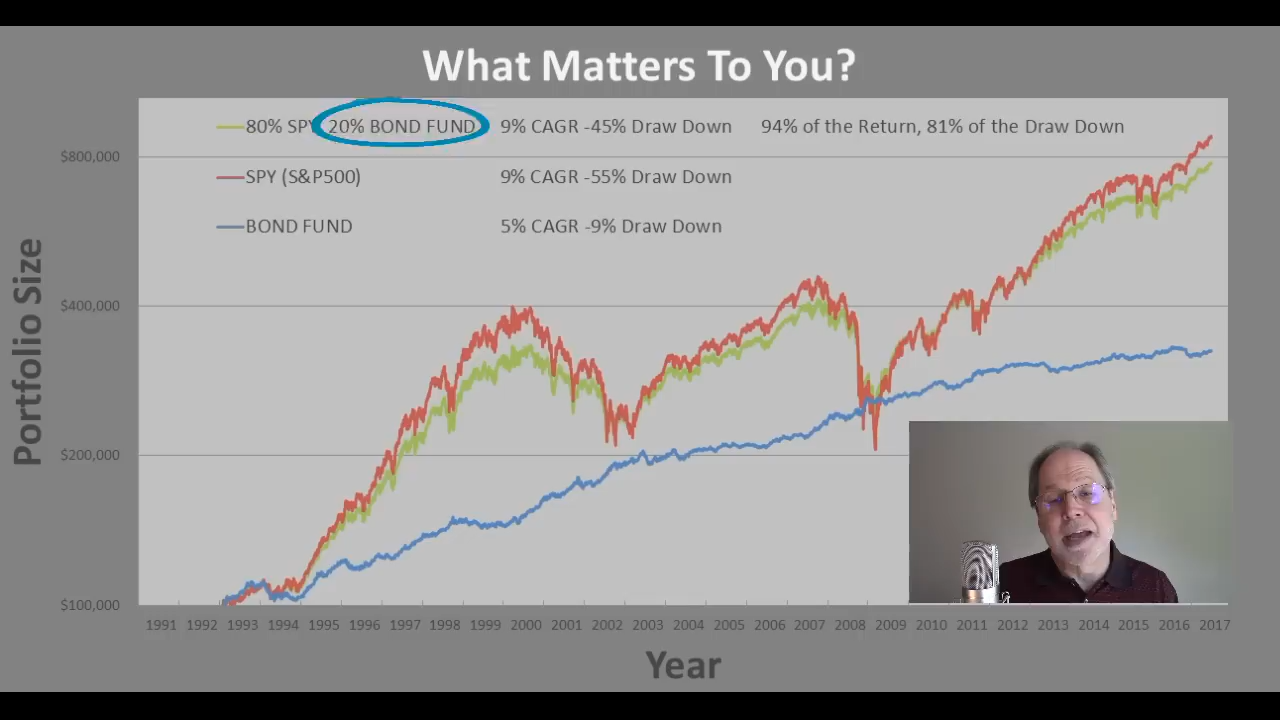 What Matters To You?
80% SPY 20% BOND FUND 9% CAGR -45% Draw Down 94% of the Return, 81% of the Draw Down
$800,000
SPY (S&P500) 9% CAGR -55% Draw Down
BOND FUND 5% CAGR -9% Draw Down
Portfolio Size
$400,000
$200,000
$100,000
1991 1992 1993 1994 1995 1996 1997 1998 1999 2000 2001 2002 2003 2004 2005 2006 2007 2008 2009 2010 2011 2012 2013 2014 2015 2016 2017
Year